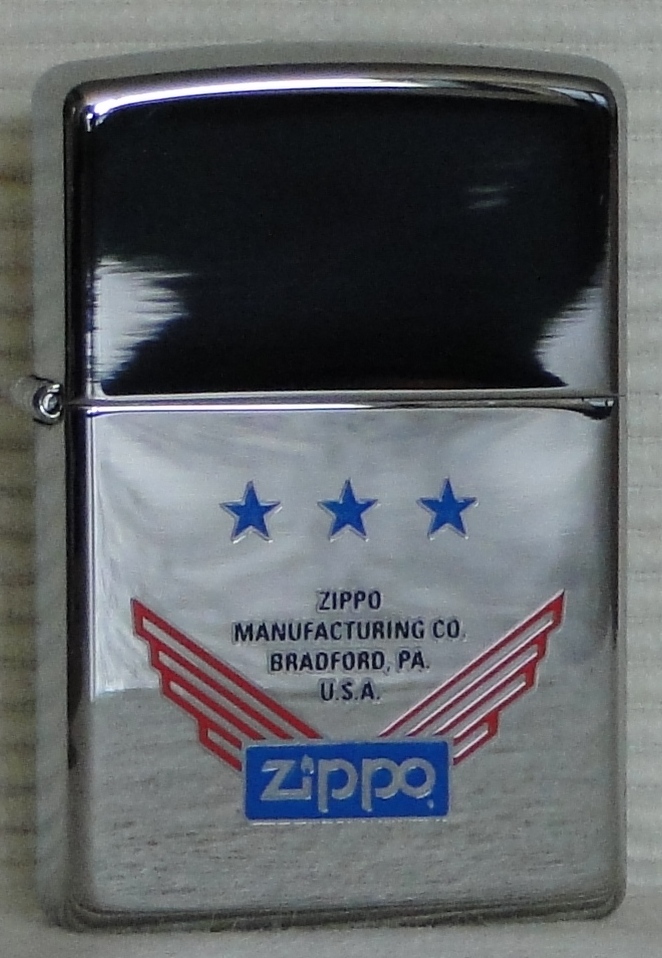 ZIPPO
MANUFACTURING CO.
BRADFORD, PA.
U.S.A.
zippo